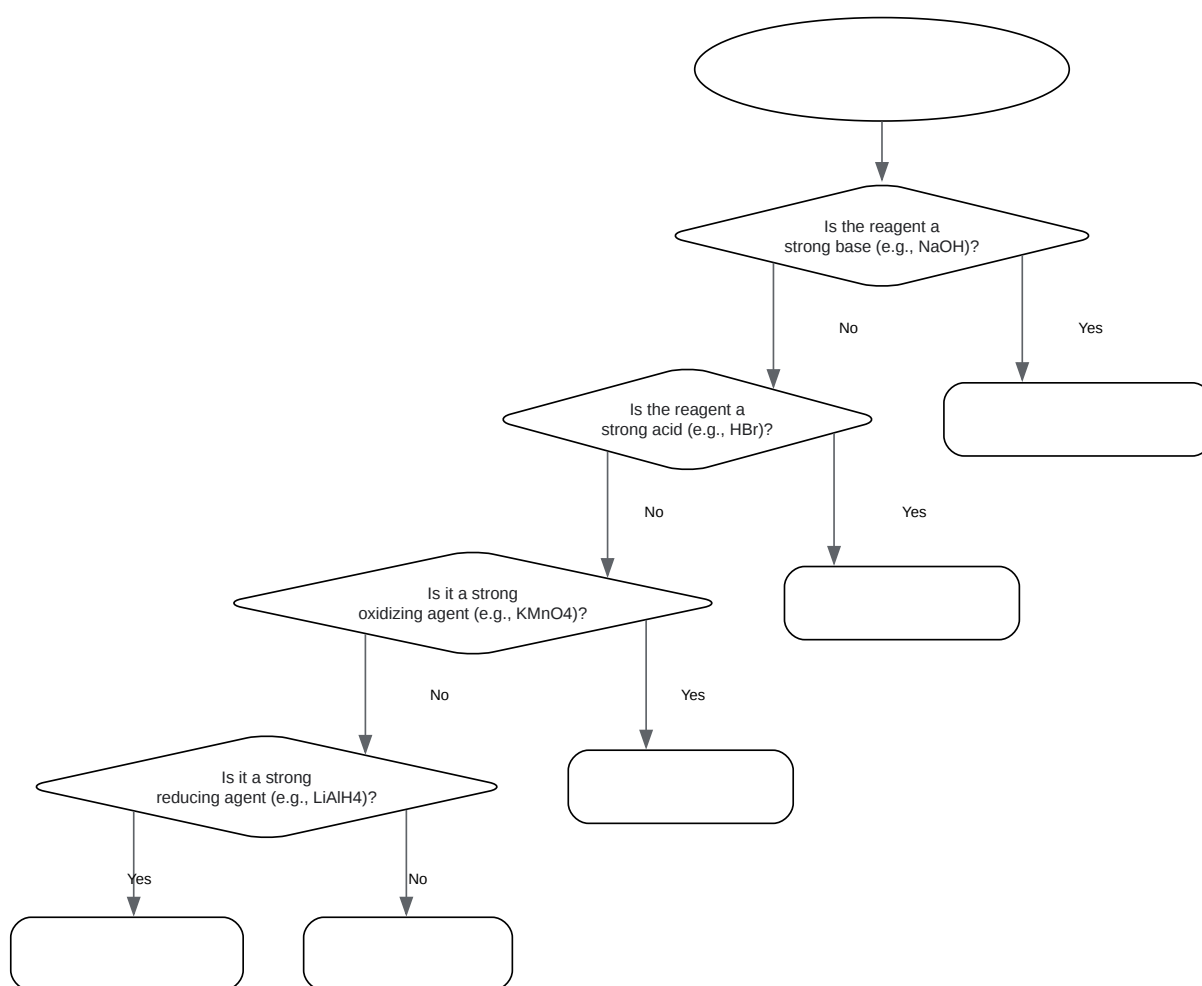 Is the reagent a
strong base (e.g., NaOH)?
No
Yes
Is the reagent a
strong acid (e.g., HBr)?
No
Yes
Is it a strong
oxidizing agent (e.g., KMnO4)?
No
Yes
Is it a strong
reducing agent (e.g., LiAlH4)?
Yes
No